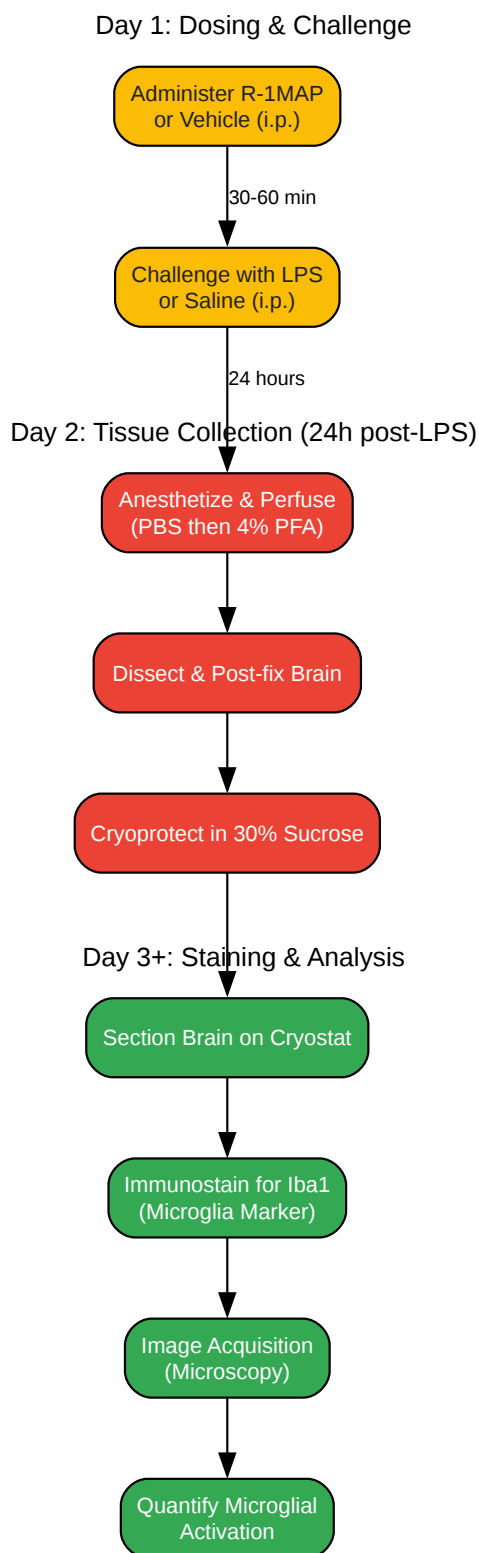 Day 1: Dosing & Challenge
Administer R-1MAP
or Vehicle (i.p.)
30-60 min
Challenge with LPS
or Saline (i.p.)
24 hours
Day 2: Tissue Collection (24h post-LPS)
Anesthetize & Perfuse
(PBS then 4% PFA)
Dissect & Post-fix Brain
Cryoprotect in 30% Sucrose
Day 3+: Staining & Analysis
Section Brain on Cryostat
Immunostain for Iba1
(Microglia Marker)
Image Acquisition
(Microscopy)
Quantify Microglial
Activation